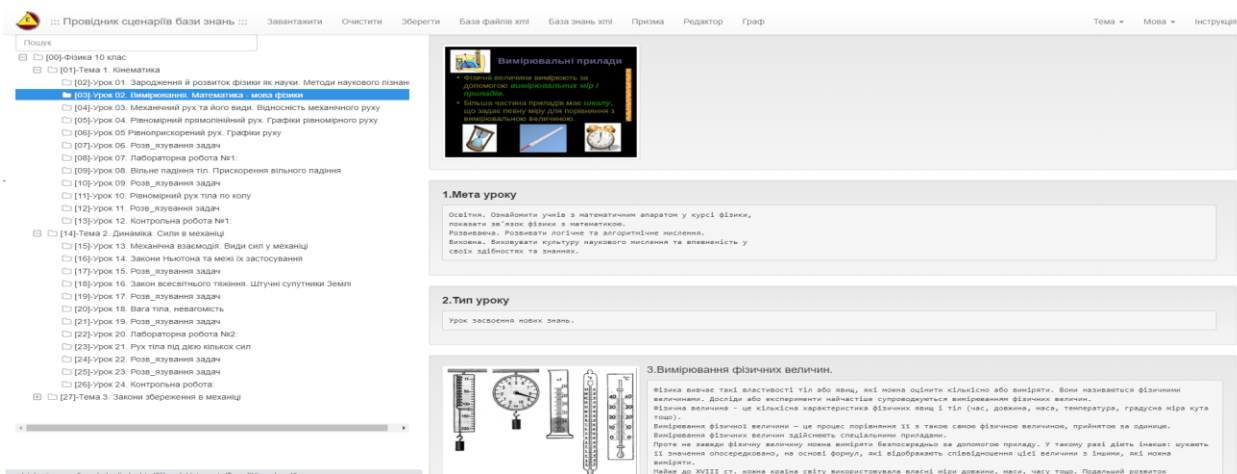 ::: Провідник сценаріїв бази знань ::: Завантажити Очистити Зберегти База файлів xml База знань xml Призма Редактор Граф Тема Мова Інструкція
Пошук
[00]-Фізика 10 клас
[01]-Тема 1. Кінематика
[02]-Урок 01. Зародження й розвиток фізики як науки. Методи наукового пізнан
[03]-Урок 02. Вимірювання. Математика - мова фізики
[04]-Урок 03. Механічний рух та його види. Відносність механічного руху
[05]-Урок 04. Рівномірний прямолінійний рух. Графіки рівномірного руху
[06]-Урок 05 Рівноприскорений рух. Графіки руху
[07]-Урок 06. Розв_язування задач
[08]-Урок 07. Лабораторна робота №1:
[09]-Урок 08. Вільне падіння тіл. Прискорення вільного падіння
[10]-Урок 09. Розв_язування задач
[11]-Урок 10. Рівномірний рух тіла по колу
[12]-Урок 11. Розв_язування задач
[13]-Урок 12. Контрольна робота №1:
[14]-Тема 2. Динаміка. Сили в механіці
[15]-Урок 13. Механічна взаємодія. Види сил у механіці
[16]-Урок 14. Закони Ньютона та межі їх застосування
[17]-Урок 15. Розв_язування задач
[18]-Урок 16. Закон всесвітнього тяжіння. Штучні супутники Землі
[19]-Урок 17. Розв_язування задач
[20]-Урок 18. Вага тіла, невагомість
[21]-Урок 19. Розв_язування задач
[22]-Урок 20. Лабораторна робота №2:
[23]-Урок 21. Рух тіла під дією кількох сил
[24]-Урок 22. Розв_язування задач
[25]-Урок 23. Розв_язування задач
[26]-Урок 24. Контрольна робота:
[27]-Тема 3. Закони збереження в механіці
Вимірювальні прилади
• Фізичні величини вимірюють за
допомогою вимірювальних мір і
приладів.
• Більша частина приладів має шкалу,
що задає певну міру для порівняння з
вимірювальною величиною.
1.Мета уроку
Освітня. Ознайомити учнів з математичним апаратом у курсі фізики,
показати зв'язок фізики з математикою.
Розвиваюча. Розвивати логічне та алгоритмічне мислення.
Виховна. Виховувати культуру наукового мислення та впевненість у
своїх здібностях та знаннях.
2.Тип уроку
Урок засвоєння нових знань.
3.Вимірювання фізичних величин.
Фізика вивчає такі властивості тіл або явищ, які можна оцінити кількісно або виміряти. Вони називаються фізичними
величинами. Досліди або експерименти найчастіше супроводжуються вимірюванням фізичних величин.
Фізична величина - це кількісна характеристика фізичних явищ і тіл (час, довжина, маса, температура, градусна міра кута
тощо).
Вимірювання фізичної величини — це процес порівняння її з такою самою фізичною величиною, прийнятою за одиницю.
Вимірювання фізичних величин здійснюють спеціальними приладами.
Проте не завжди фізичну величину можна виміряти безпосередньо за допомогою приладу. У такому разі діють інакше: шукають
її значення опосередковано, на основі формул, які відображають співвідношення цієї величини з іншими, які можна
виміряти.
Майже до XVIII ст. кожна країна світу використовувала власні міри довжини, маси, часу тощо. Подальший розвиток